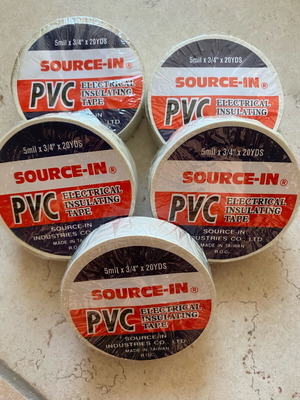 5mil x 3/4" x 20YDS
SOURCE-IN®
PVC ELECTRICAL
INSULATING
TAPE
5mil x 3/4" x 20YDS
SOURCE-IN®
PVC ELECTRICAL
INSULATING
TAPE
5mil x 3/4" x 20YDS
SOURCE-IN®
PVC ELECTRICAL
INSULATING
TAPE
SOURCE-IN
INDUSTRIES CO., LTD.
MADE IN TAIWAN
R.O.C.
5mil x 3/4" x 20YDS
SOURCE-IN®
PVC ELECTRICAL
INSULATING
TAPE
SOURCE-IN
INDUSTRIES CO., LTD.
MADE IN TAIWAN
R.O.C.
5mil x 3/4" x 20YDS
SOURCE-IN®
PVC ELECTRICAL
INSULATING
TAPE
SOURCE-IN
INDUSTRIES CO., LTD.
MADE IN TAIWAN
R.O.C.